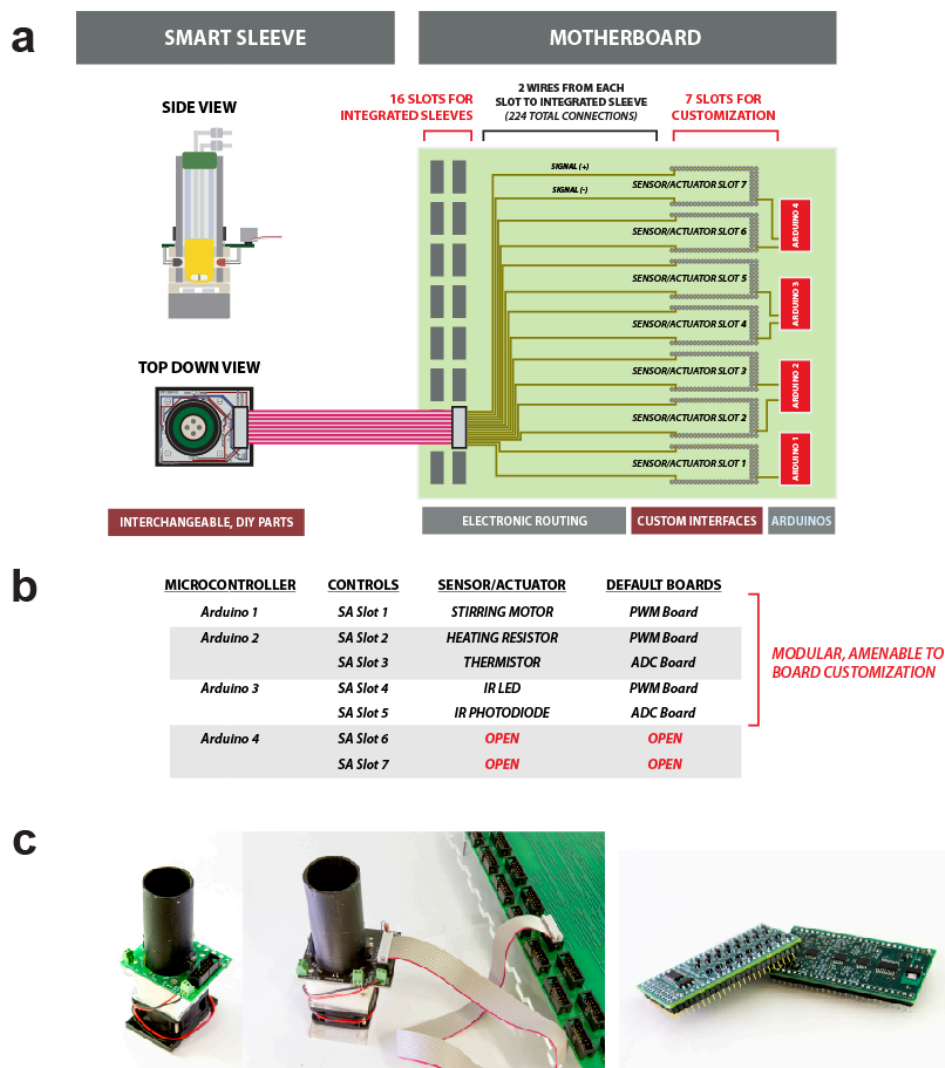 a
SMART SLEEVE
MOTHERBOARD
SIDE VIEW
16 SLOTS FOR
INTEGRATED SLEEVES
2 WIRES FROM EACH
SLOT TO INTEGRATED SLEEVE
(224 TOTAL CONNECTIONS)
7 SLOTS FOR
CUSTOMIZATION
SIGNAL (+)
SIGNAL (-)
SENSOR/ACTUATOR SLOT 7
SENSOR/ACTUATOR SLOT 6
SENSOR/ACTUATOR SLOT 5
SENSOR/ACTUATOR SLOT 4
SENSOR/ACTUATOR SLOT 3
SENSOR/ACTUATOR SLOT 2
SENSOR/ACTUATOR SLOT 1
ARDUINO 4
ARDUINO 3
ARDUINO 2
ARDUINO 1
TOP DOWN VIEW
INTERCHANGEABLE, DIY PARTS
ELECTRONIC ROUTING
CUSTOM INTERFACES
ARDUINOS
b
MICROCONTROLLER CONTROLS SENSOR/ACTUATOR DEFAULT BOARDS
Arduino 1 SA Slot 1 STIRRING MOTOR PWM Board
Arduino 2 SA Slot 2 HEATING RESISTOR PWM Board
SA Slot 3 THERMISTOR ADC Board
Arduino 3 SA Slot 4 IR LED PWM Board
SA Slot 5 IR PHOTODIODE ADC Board
Arduino 4 SA Slot 6 OPEN OPEN
SA Slot 7 OPEN OPEN
MODULAR, AMENABLE TO
BOARD CUSTOMIZATION
c